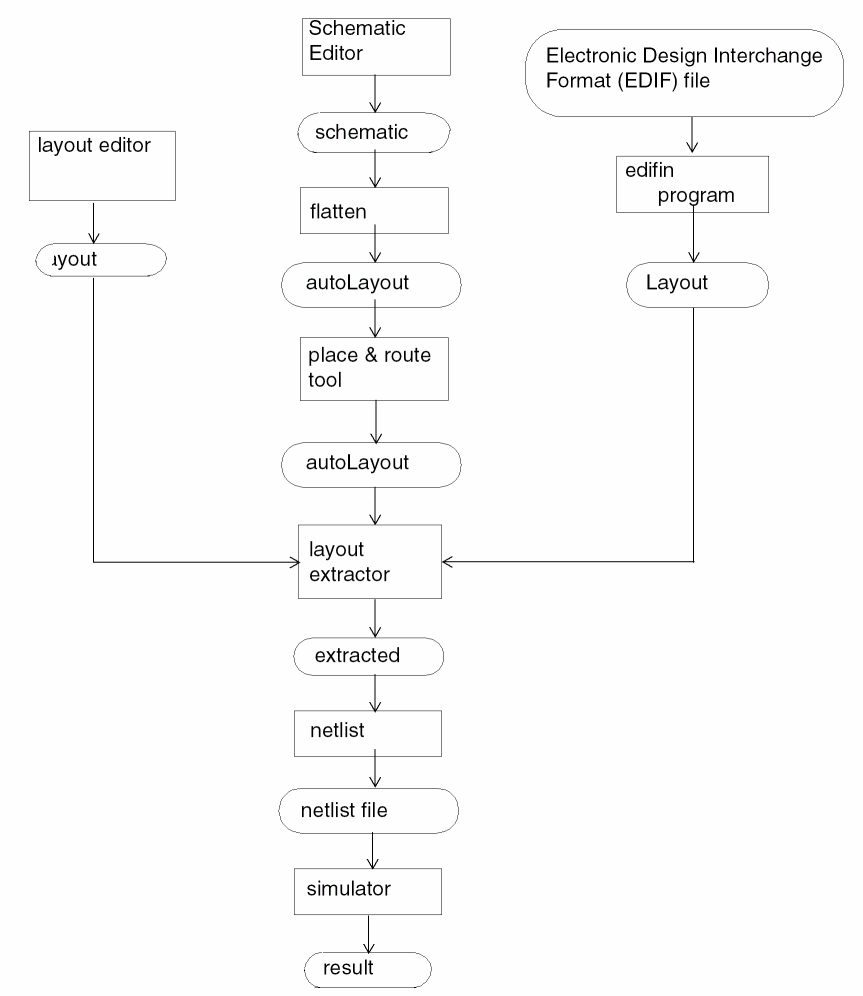 Schematic
Editor
Electronic Design Interchange
Format (EDIF) file
schematic
layout editor
edifin
program
flatten
ayout
autoLayout
Layout
place & route
tool
autoLayout
layout
extractor
extracted
netlist
netlist file
simulator
result